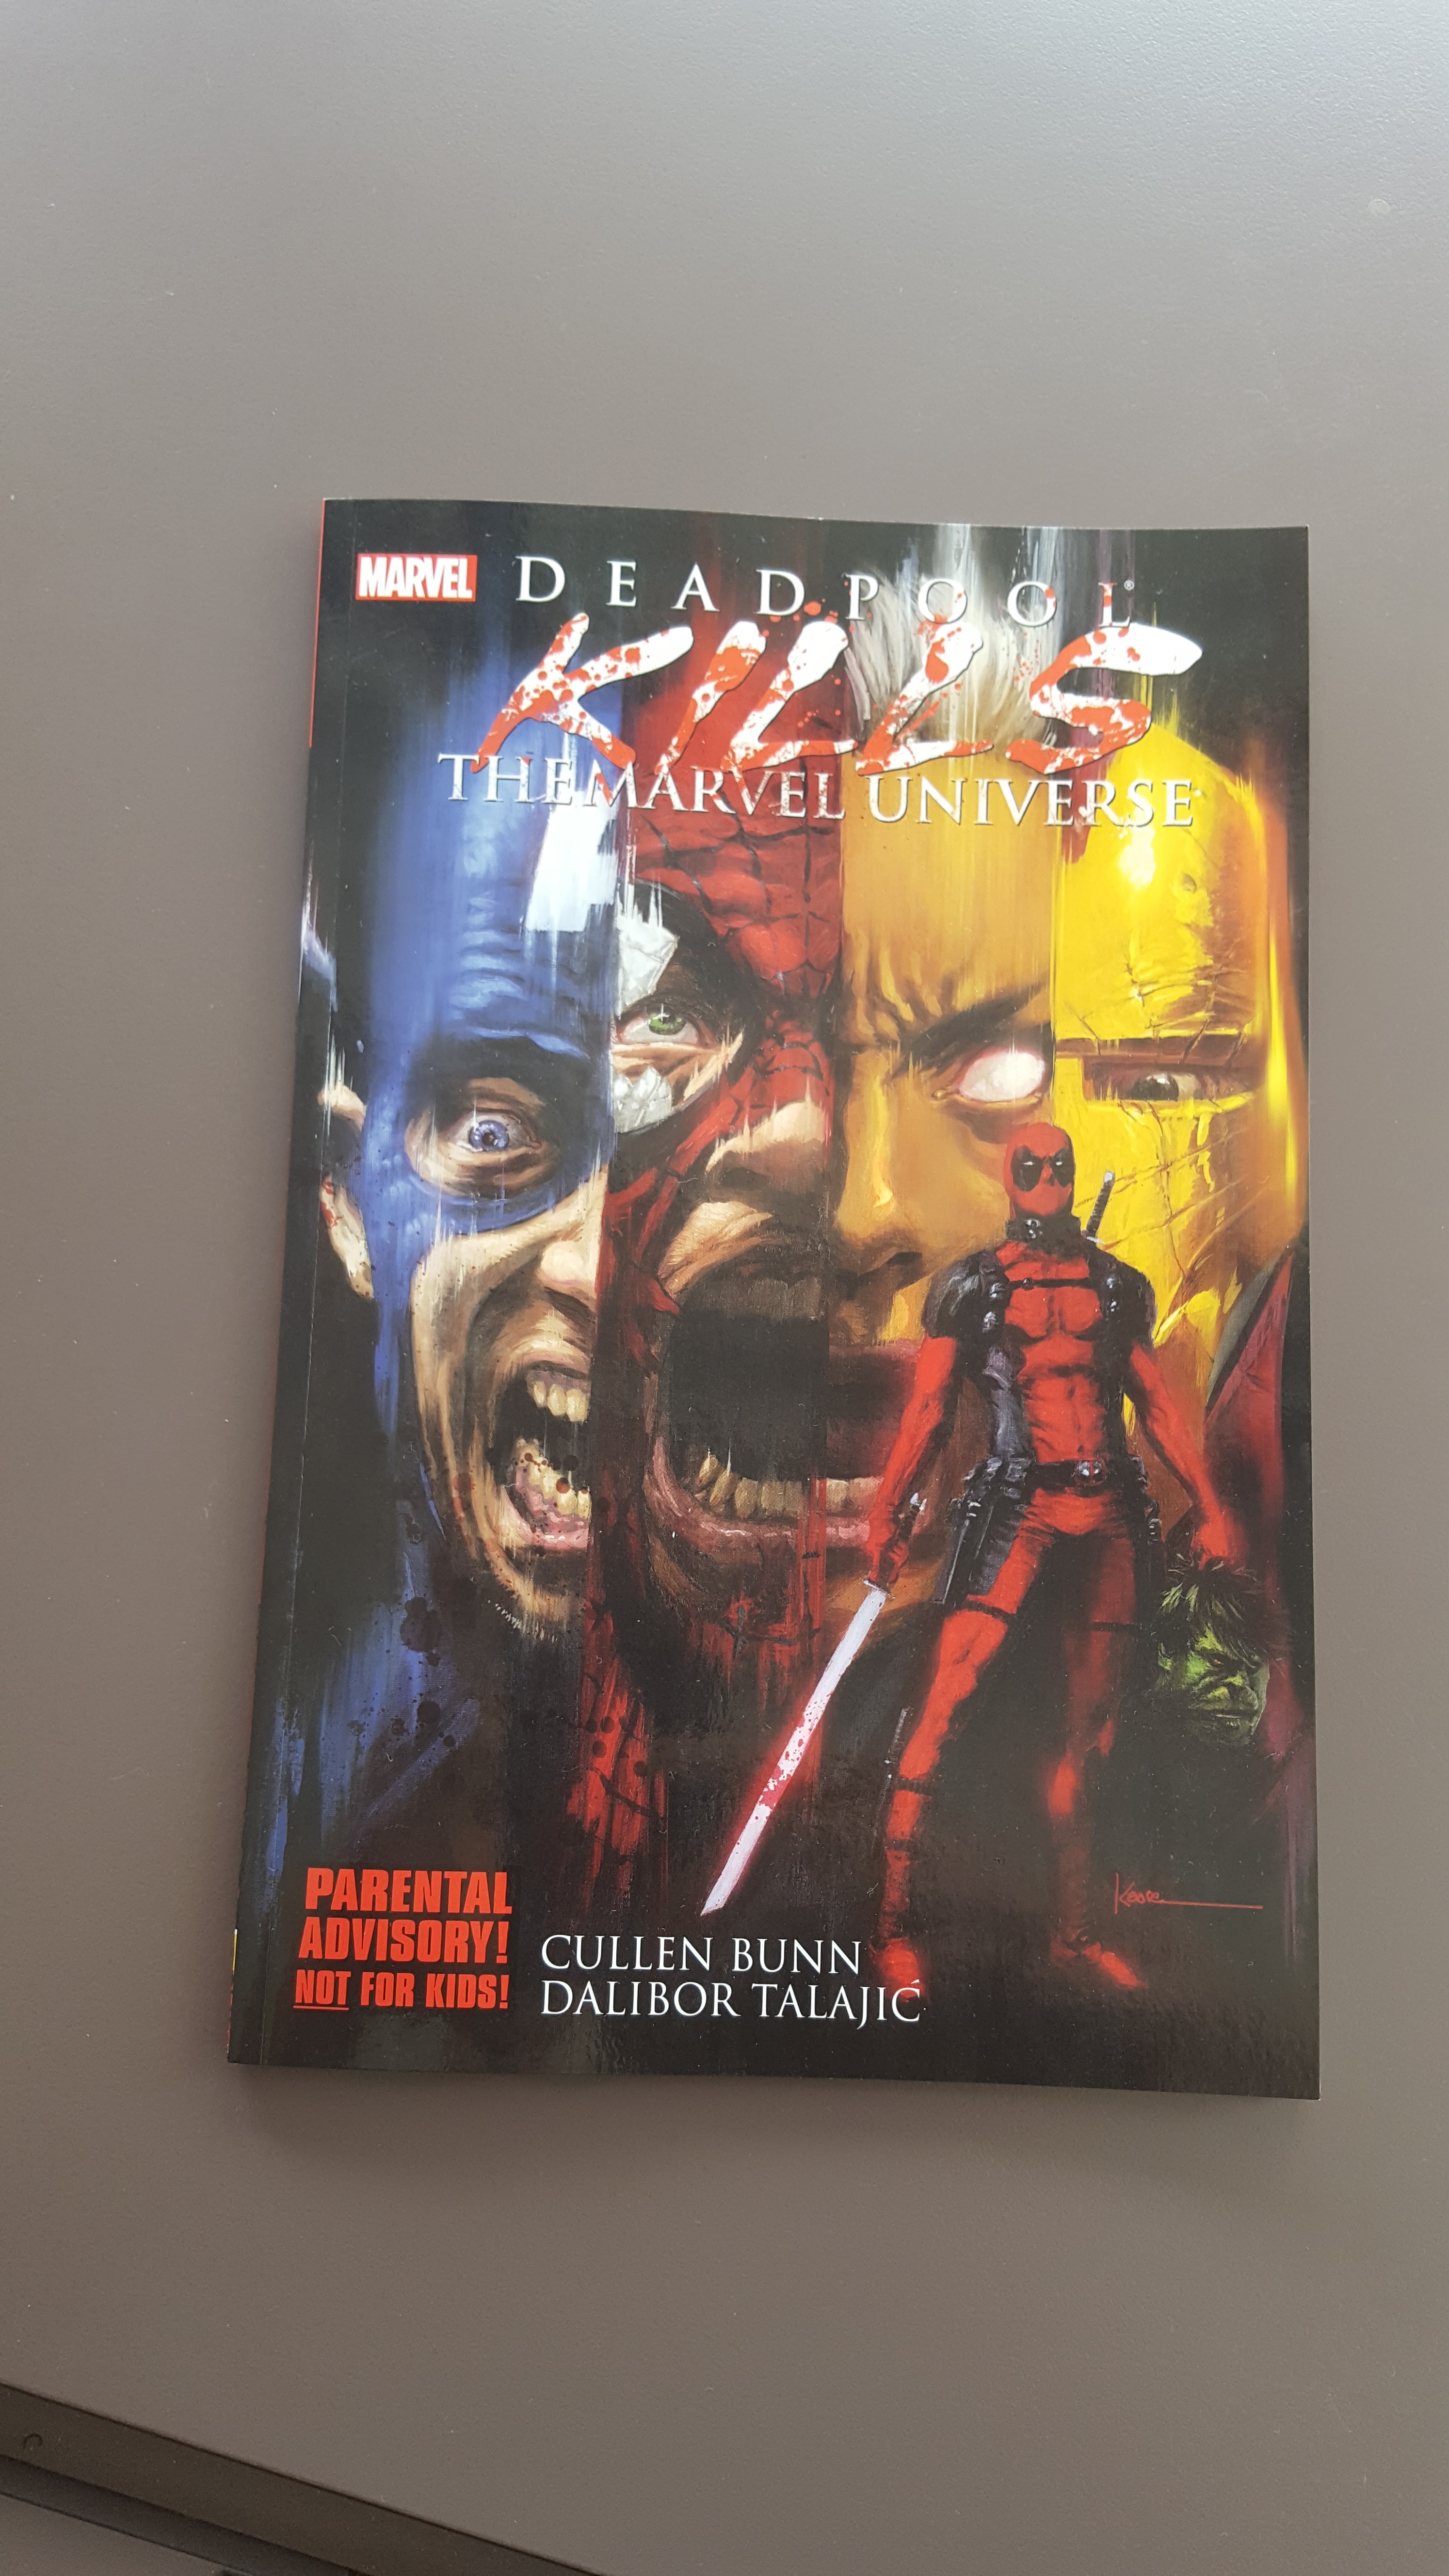 MARVEL
DEADPOOL®
KILLS
THE MARVEL UNIVERSE
PARENTAL
ADVISORY!
NOT FOR KIDS!
CULLEN BUNN
DALIBOR TALAJIĆ